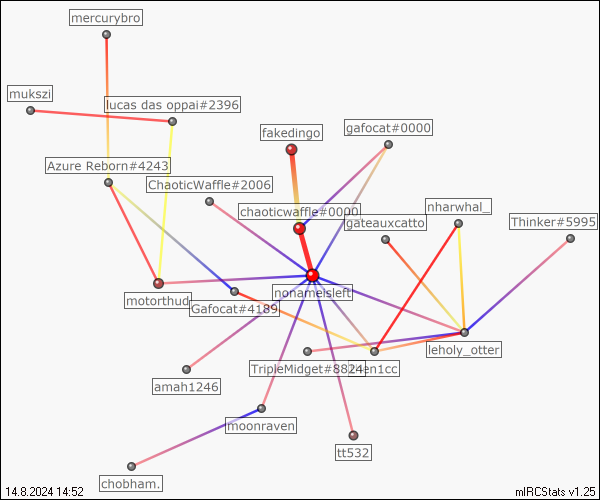 mercurybro
mukszi
lucas das oppai#2396
fakedingo
gafocat#0000
Azure Reborn#4243
ChaoticWaffle#2006
chaoticwaffle#0000
nharwhal_
gateauxcatto
Thinker#5995
nonameisleft
motorthud
Gafocat#4189
leholy_otter
TripleMidget#8824
amah1246
moonraven
tt532
chobham.
14.8.2024 14:52
mIRCStats v1.25